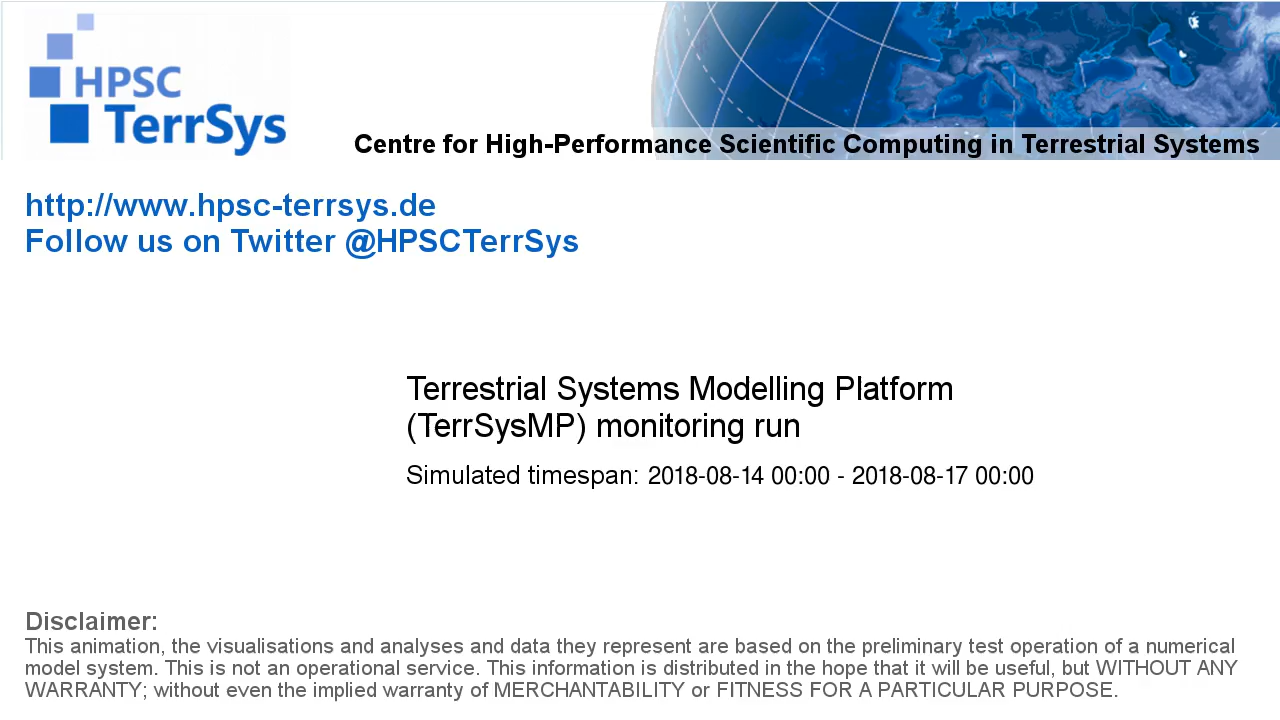 HPSC
TerrSys
Centre for High-Performance Scientific Computing in Terrestrial Systems
http://www.hpsc-terrsys.de
Follow us on Twitter @HPSCTerrSys
Terrestrial Systems Modelling Platform
(TerrSysMP) monitoring run
Simulated timespan: 2018-08-14 00:00 - 2018-08-17 00:00
Disclaimer:
This animation, the visualisations and analyses and data they represent are based on the preliminary test operation of a numerical
model system. This is not an operational service. This information is distributed in the hope that it will be useful, but WITHOUT ANY
WARRANTY; without even the implied warranty of MERCHANTABILITY or FITNESS FOR A PARTICULAR PURPOSE.